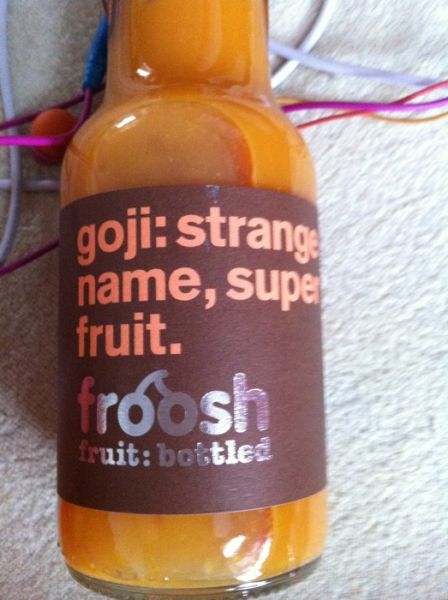 goji: strange
name, super
fruit.
froosh
fruit: bottled